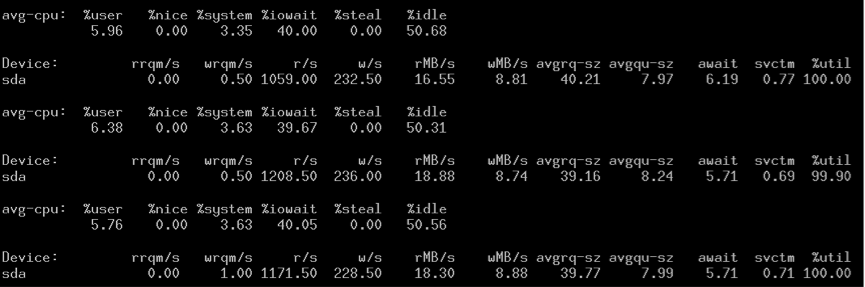 avg-cpu: %user %nice %system %iowait %steal %idle
5.96 0.00 3.35 40.00 0.00 50.68
Device: rrqm/s wrqm/s r/s w/s rMB/s wMB/s avgrq-sz avgqu-sz await svctm %util
sda 0.00 0.50 1059.00 232.50 16.55 8.81 40.21 7.97 6.19 0.77 100.00
avg-cpu: %user %nice %system %iowait %steal %idle
6.38 0.00 3.63 39.67 0.00 50.31
Device: rrqm/s wrqm/s r/s w/s rMB/s wMB/s avgrq-sz avgqu-sz await svctm %util
sda 0.00 0.50 1208.50 236.00 18.88 8.74 39.16 8.24 5.71 0.69 99.90
avg-cpu: %user %nice %system %iowait %steal %idle
5.76 0.00 3.63 40.05 0.00 50.56
Device: rrqm/s wrqm/s r/s w/s rMB/s wMB/s avgrq-sz avgqu-sz await svctm %util
sda 0.00 1.00 1171.50 228.50 18.30 8.88 39.77 7.99 5.71 0.71 100.00